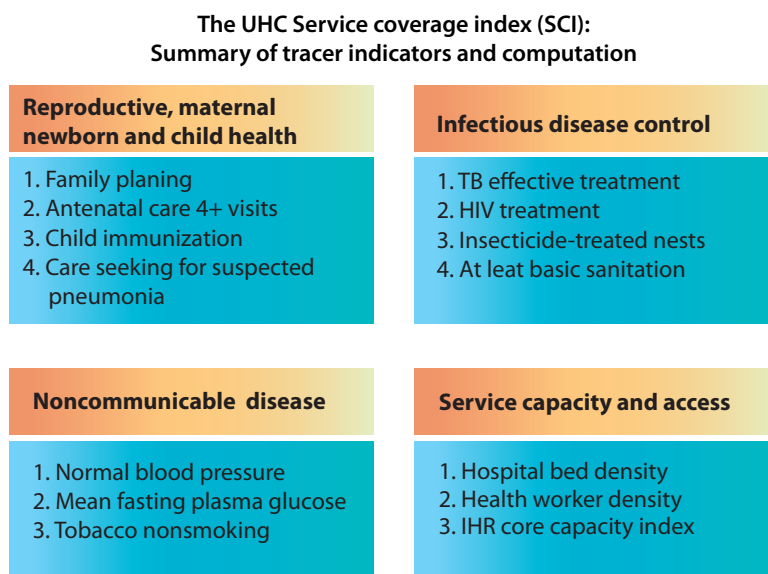 The UHC Service coverage index (SCI):
Summary of tracer indicators and computation
Reproductive, maternal
newborn and child health
1. Family planing
2. Antenatal care 4+ visits
3. Child immunization
4. Care seeking for suspected
pneumonia
Infectious disease control
1. TB effective treatment
2. HIV treatment
3. Insecticide-treated nests
4. At leat basic sanitation
Noncommunicable disease
1. Normal blood pressure
2. Mean fasting plasma glucose
3. Tobacco nonsmoking
Service capacity and access
1. Hospital bed density
2. Health worker density
3. IHR core capacity index